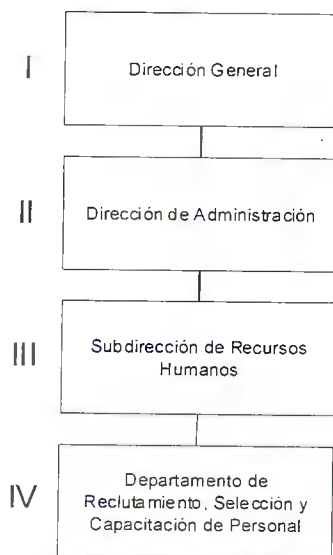 I
Dirección General
II
Dirección de Administración
III
Subdirección de Recursos
Humanos
IV
Departamento de
Reclutamiento, Selección y
Capacitación de Personal